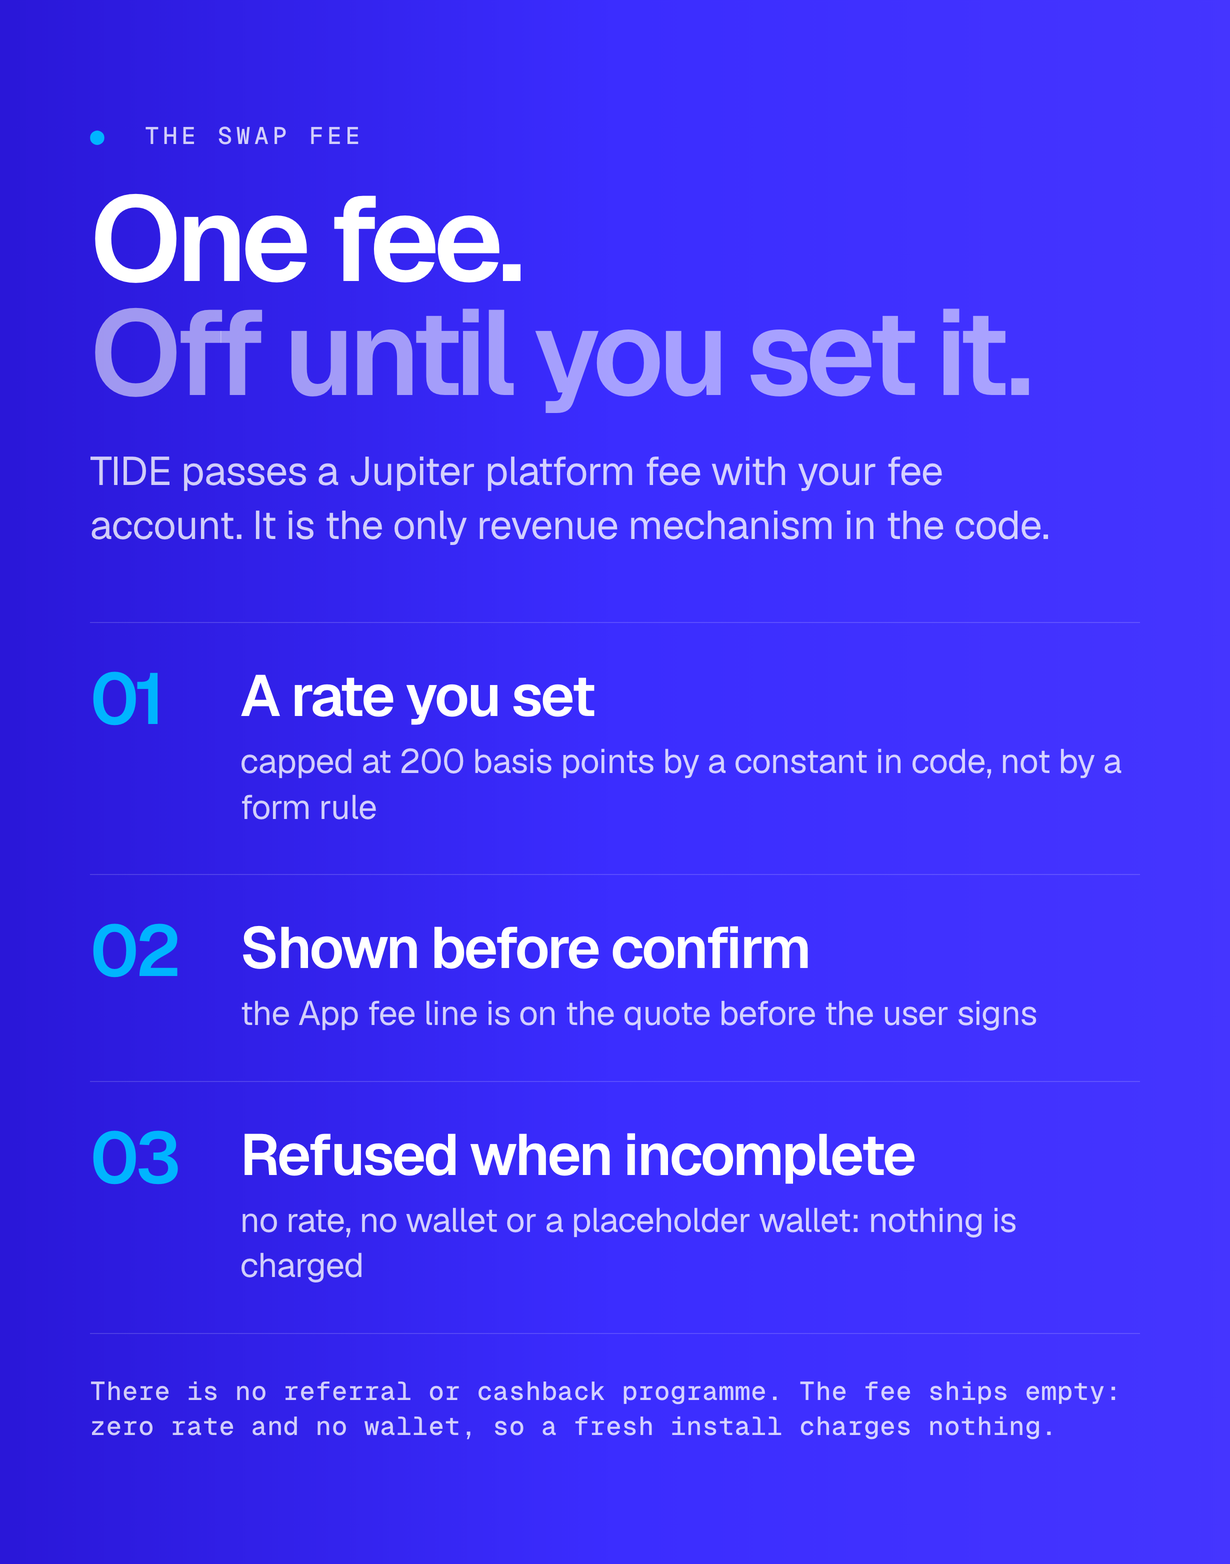 THE SWAP FEE
One fee.
Off until you set it.
TIDE passes a Jupiter platform fee with your fee
account. It is the only revenue mechanism in the code.
01
A rate you set
capped at 200 basis points by a constant in code, not by a
form rule
02
Shown before confirm
the App fee line is on the quote before the user signs
03
Refused when incomplete
no rate, no wallet or a placeholder wallet: nothing is
charged
There is no referral or cashback programme. The fee ships empty:
zero rate and no wallet, so a fresh install charges nothing.